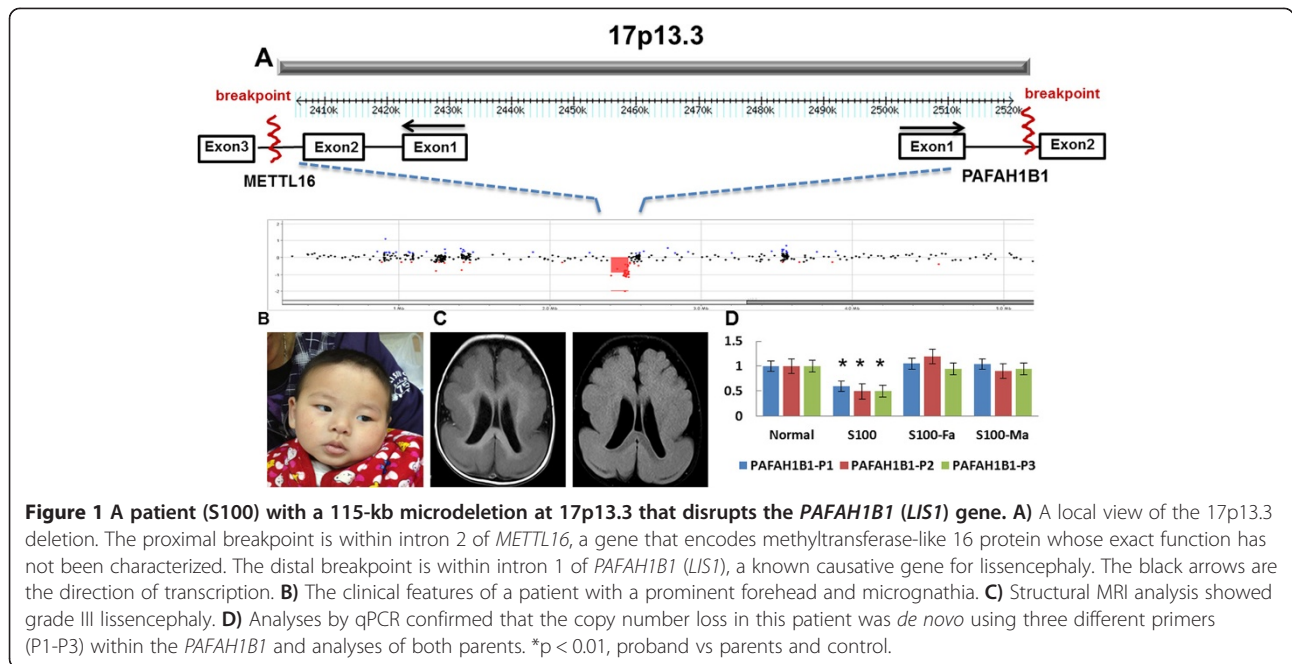 17p13.3
A
breakpoint
breakpoint
2410k 2420k 2430k 2440k 2450k 2460k 2470k 2480k 2490k 2500k 2510k 2520k
Exon3 Exon2 Exon1 Exon1 Exon2
METTL16 PAFAH1B1
B C D
1.5
1
0.5
0
* * *
Normal S100 S100-Fa S100-Ma
PAFAH1B1-P1 PAFAH1B1-P2 PAFAH1B1-P3
Figure 1 A patient (S100) with a 115-kb microdeletion at 17p13.3 that disrupts the PAFAH1B1 (LIS1) gene. A) A local view of the 17p13.3
deletion. The proximal breakpoint is within intron 2 of METTL16, a gene that encodes methyltransferase-like 16 protein whose exact function has
not been characterized. The distal breakpoint is within intron 1 of PAFAH1B1 (LIS1), a known causative gene for lissencephaly. The black arrows are
the direction of transcription. B) The clinical features of a patient with a prominent forehead and micrognathia. C) Structural MRI analysis showed
grade III lissencephaly. D) Analyses by qPCR confirmed that the copy number loss in this patient was de novo using three different primers
(P1-P3) within the PAFAH1B1 and analyses of both parents. *p < 0.01, proband vs parents and control.